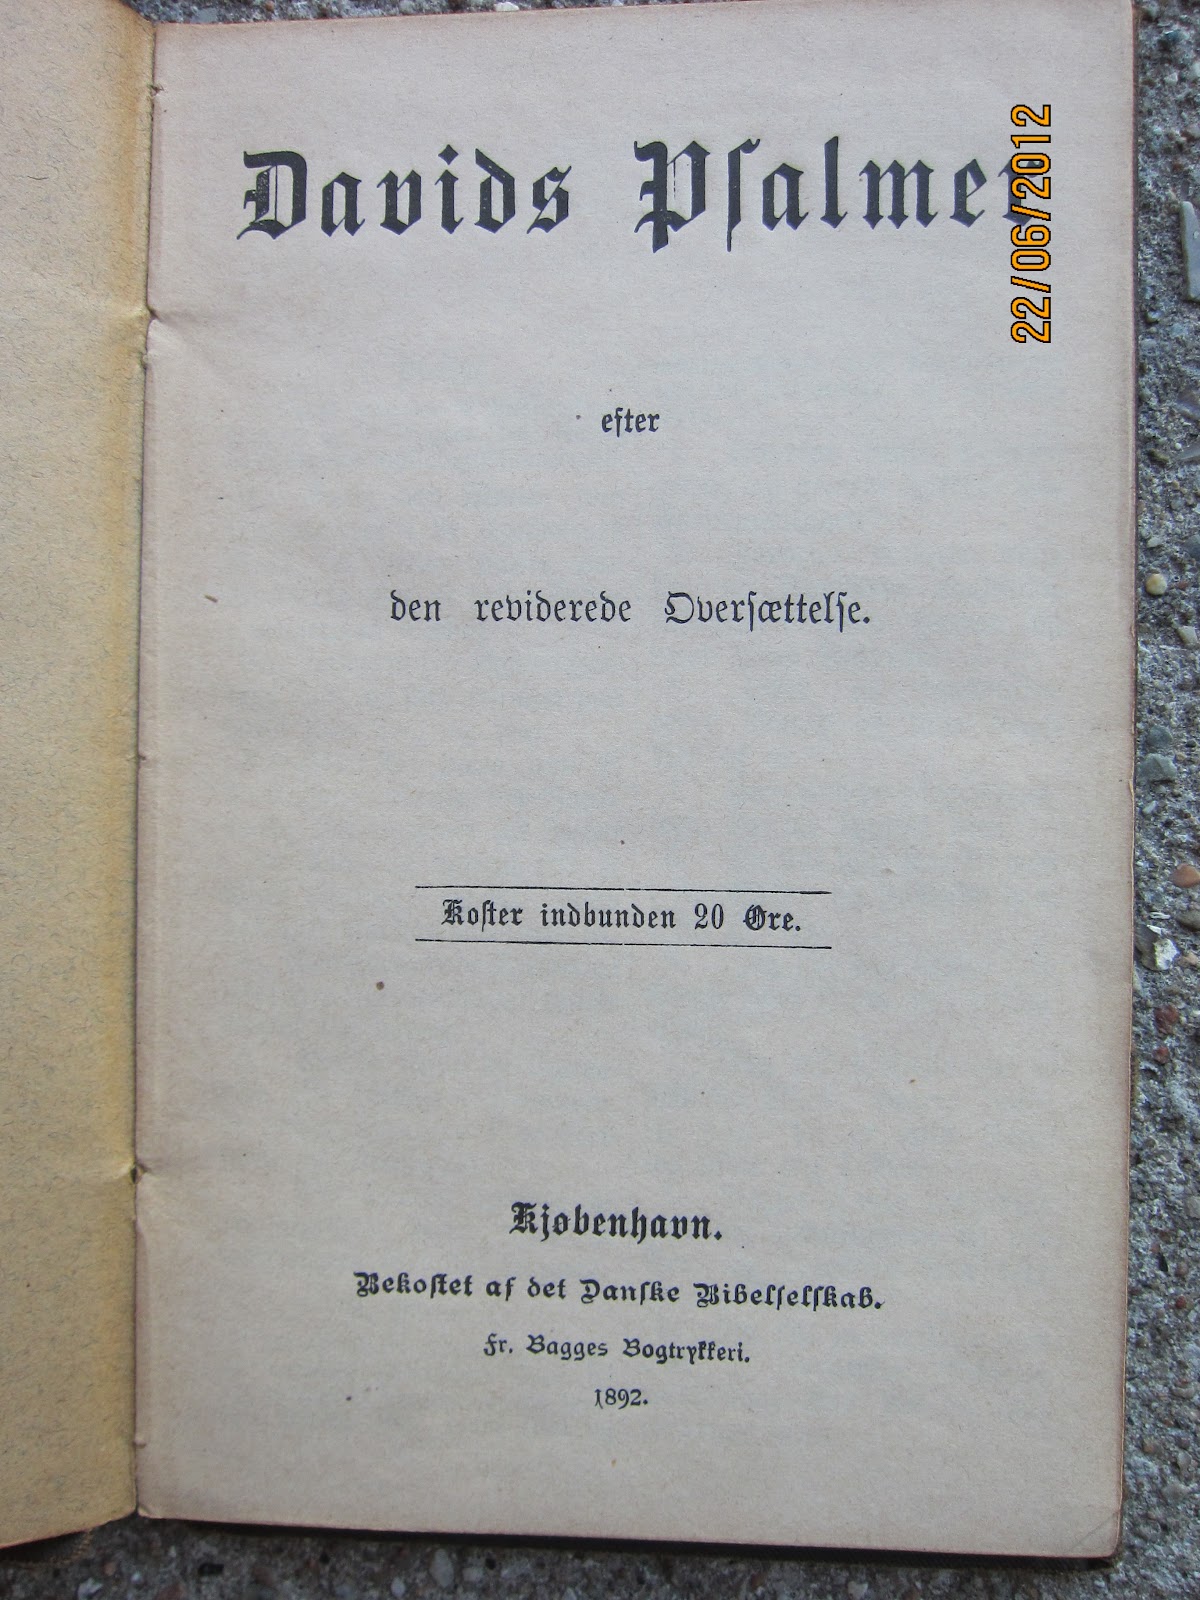 Davids Psalmer
22/06/2012
efter
den reviderede Oversættelse.
Koster indbunden 20 Øre.
Kjøbenhavn.
Bekostet af det Danske Bibelselskab.
Fr. Bagges Bogtrykkeri.
1892.